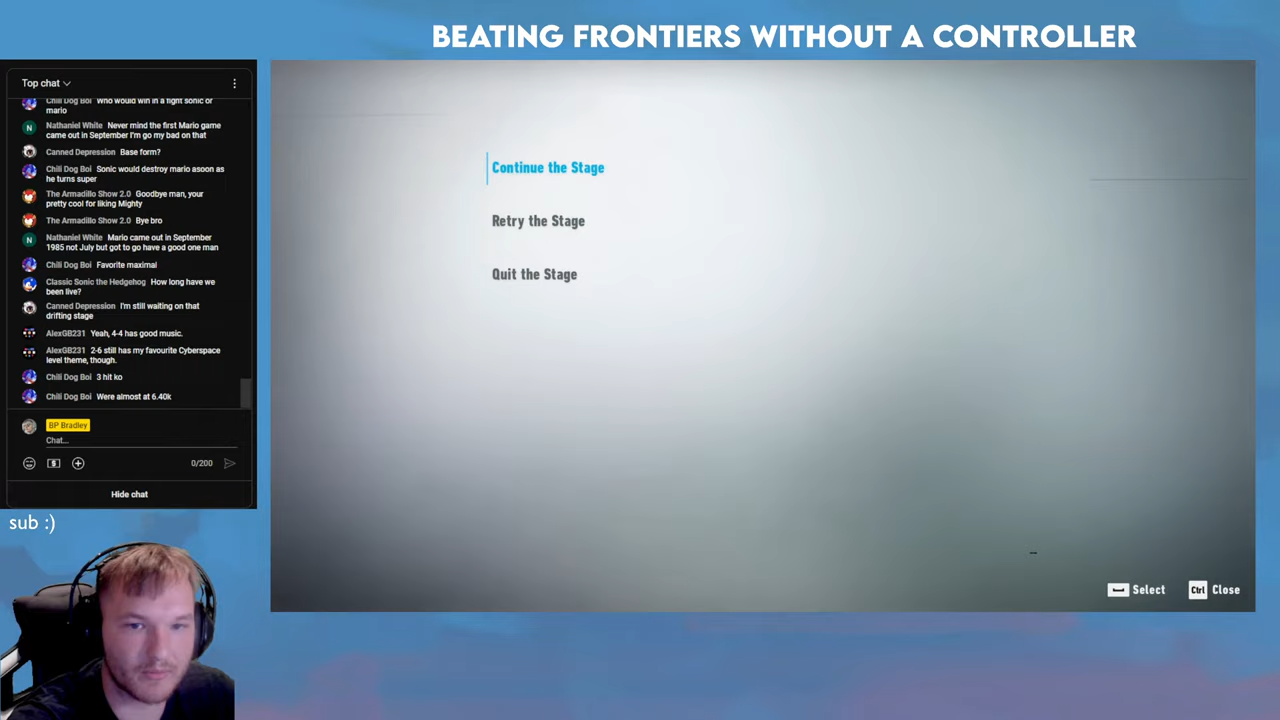 BEATING FRONTIERS WITHOUT A CONTROLLER
Top chat
Chili Dog Boi Who would win in a fight sonic or
mario
N
Nathaniel White Never mind the first Mario game
came out in September I'm go my bad on that
Canned Depression Base form?
Chili Dog Boi Sonic would destroy mario asoon as
he turns super
The Armadillo Show 2.0 Goodbye man, your
pretty cool for liking Mighty
The Armadillo Show 2.0 Bye bro
N
Nathaniel White Mario came out in September
1985 not July but got to go have a good one man
Chili Dog Boi Favorite maximal
Classic Sonic the Hedgehog How long have we
been live?
Canned Depression I'm still waiting on that
drifting stage
AlexGB231 Yeah, 4-4 has good music.
AlexGB231 2-6 still has my favourite Cyberspace
level theme, though.
Chili Dog Boi 3 hit ko
Chili Dog Boi Were almost at 6.40k
BP Bradley
Chat...
0/200
Hide chat
sub :)
Continue the Stage
Retry the Stage
Quit the Stage
Select
Ctrl Close